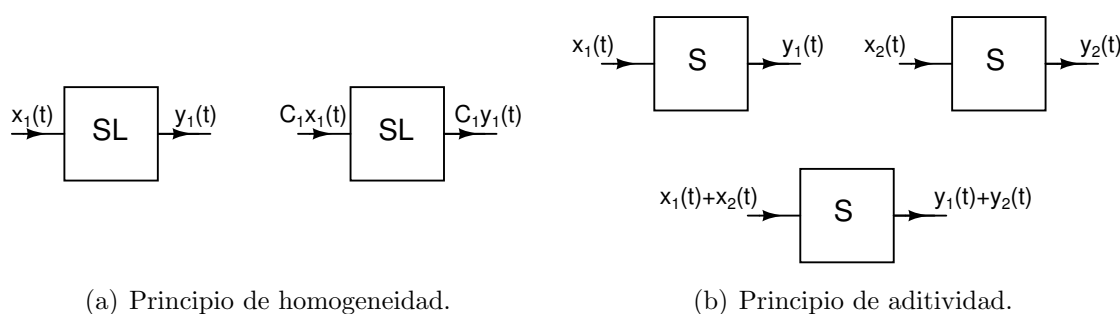 x₁(t) SL y₁(t)
C₁x₁(t) SL C₁y₁(t)
(a) Principio de homogeneidad.
x₁(t) S y₁(t)
x₂(t) S y₂(t)
x₁(t)+x₂(t) S y₁(t)+y₂(t)
(b) Principio de aditividad.